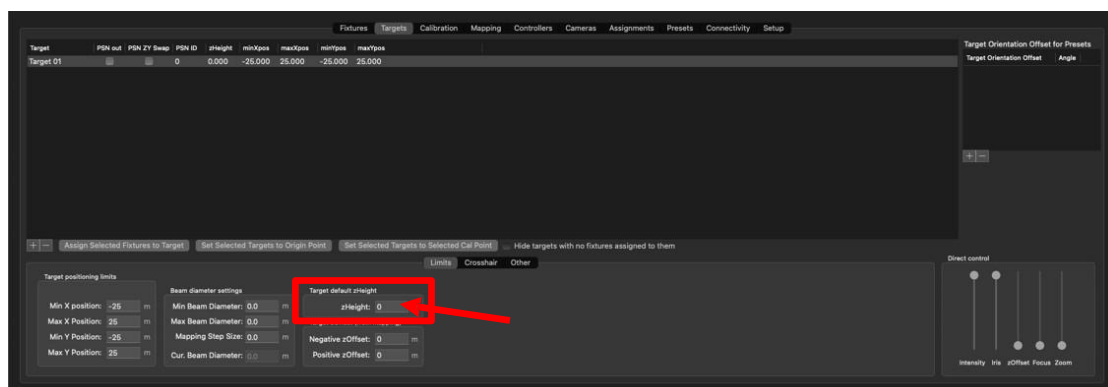 Fixtures Targets Calibration Mapping Controllers Cameras Assignments Presets Connectivity Setup
Target PSN out PSN ZY Swap PSN ID zHeight minXpos maxXpos minYpos maxYpos
Target 01 0 0.000 -25.000 25.000 -25.000 25.000
Target Orientation Offset for Presets
Target Orientation Offset Angle
+ −
+ − Assign Selected Fixtures to Target Set Selected Targets to Origin Point Set Selected Targets to Selected Cal Point Hide targets with no fixtures assigned to them
Limits Crosshair Other
Target positioning limits
Min X position: -25 m
Max X Position: 25 m
Min Y Position: -25 m
Max Y Position: 25 m
Beam diameter settings
Min Beam Diameter: 0.0 m
Max Beam Diameter: 0.0 m
Mapping Step Size: 0.0 m
Cur. Beam Diameter: 0.0 m
Target default zHeight
zHeight: 0
Negative zOffset: 0 m
Positive zOffset: 0 m
Direct control
Intensity Iris zOffset Focus Zoom